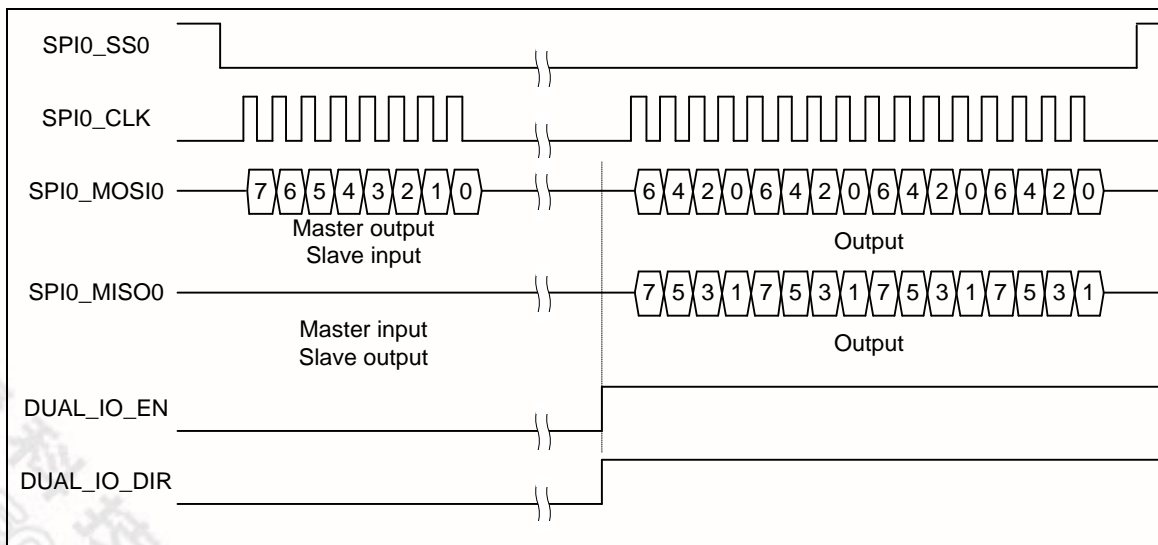 SPI0_SS0
SPI0_CLK
SPI0_MOSI0 7 6 5 4 3 2 1 0 6 4 2 0 6 4 2 0 6 4 2 0 6 4 2 0
Master output
Slave input
Output
SPI0_MISO0 7 5 3 1 7 5 3 1 7 5 3 1 7 5 3 1
Master input
Slave output
Output
DUAL_IO_EN
DUAL_IO_DIR